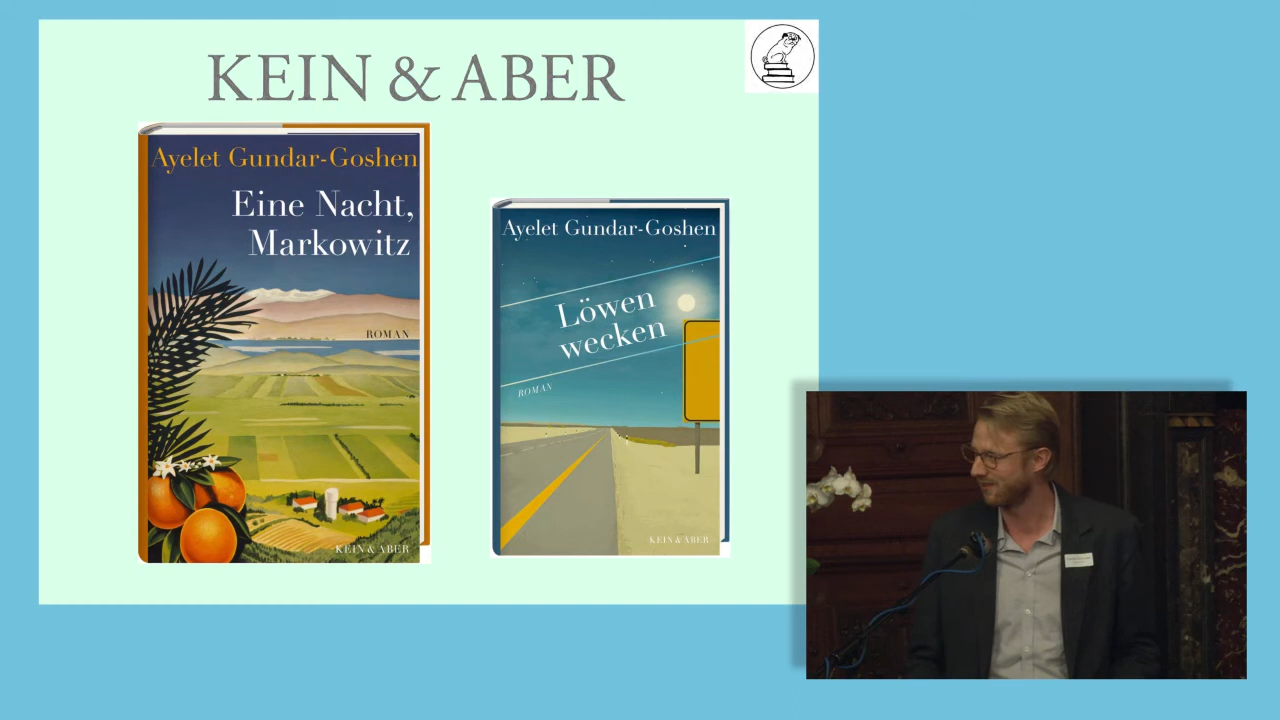 KEIN & ABER
Ayelet Gundar-Goshen
Eine Nacht,
Markowitz
ROMAN
KEIN & ABER
Ayelet Gundar-Goshen
Löwen
wecken
ROMAN
KEIN & ABER